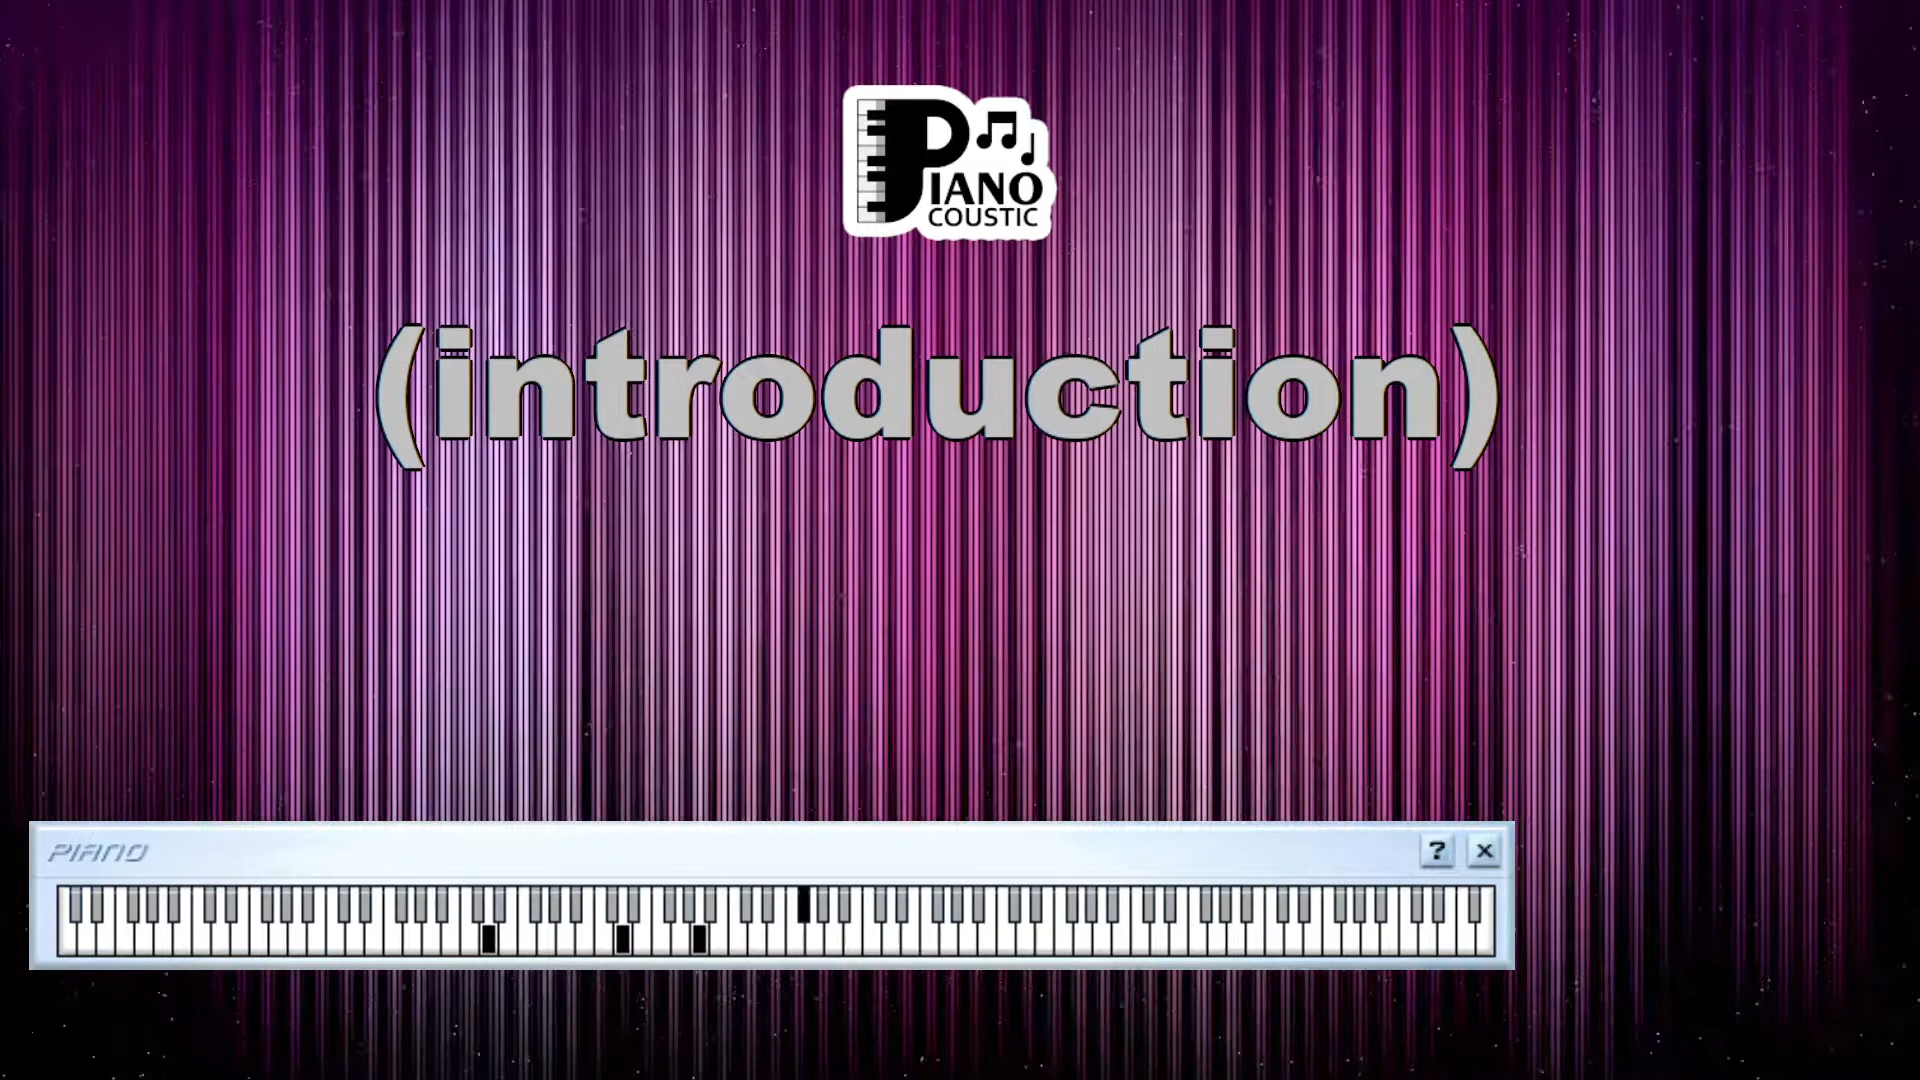 PIANO
COUSTIC
(introduction)
PIANO
? x